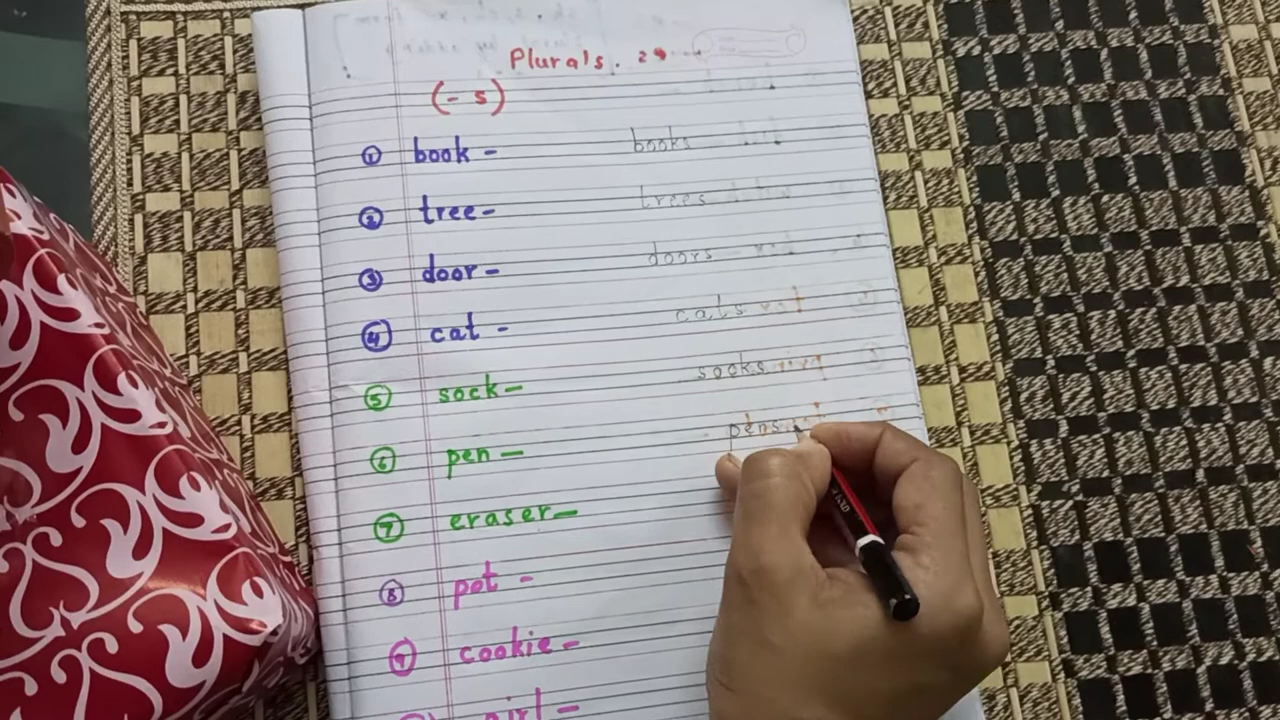 Plurals.
(- s)
① book - books
② tree- trees
③ door - doors
④ cat - cats
⑤ sock - socks
⑥ pen - pens
⑦ eraser-
⑧ pot -
⑨ cookie-
girl -